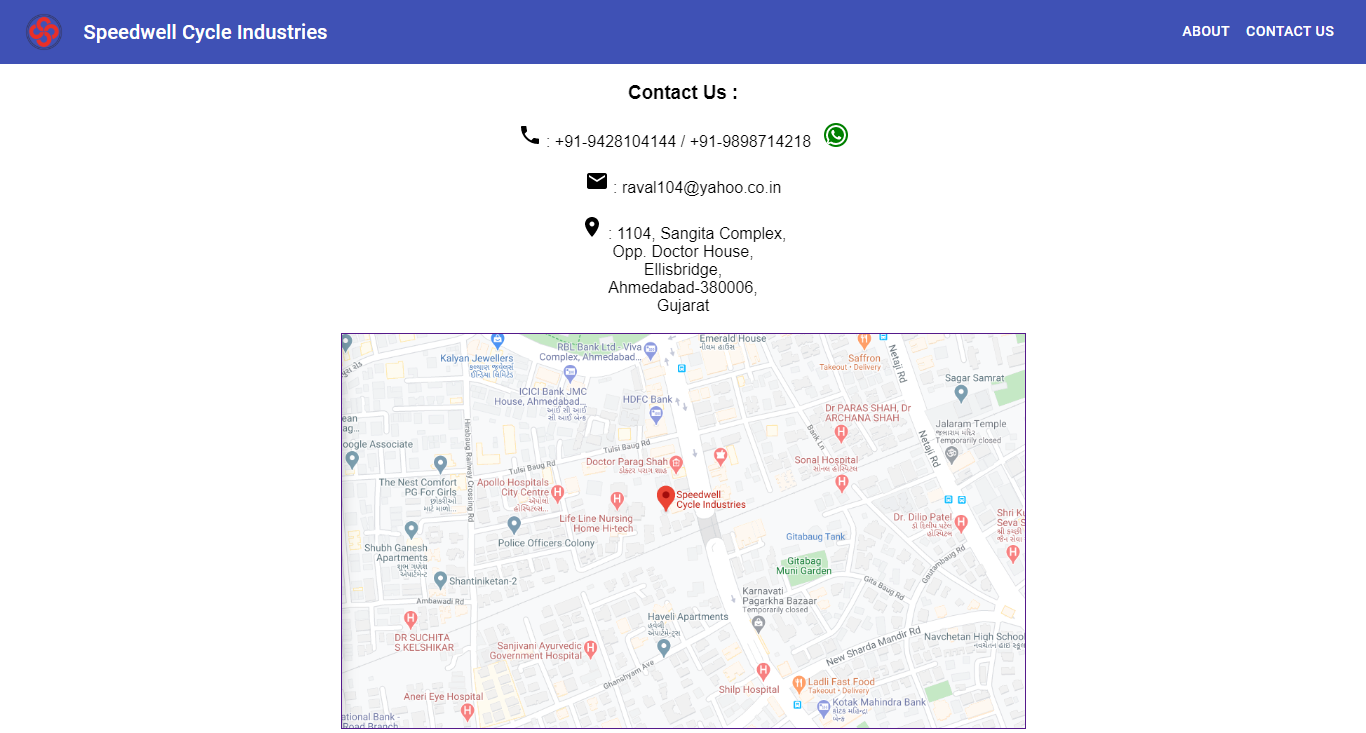 Speedwell Cycle Industries
ABOUT
CONTACT US
Contact Us :
: +91-9428104144 / +91-9898714218
: raval104@yahoo.co.in
: 1104, Sangita Complex,
Opp. Doctor House,
Ellisbridge,
Ahmedabad-380006,
Gujarat
Emerald House
RBL Bank Ltd - Viva
Complex, Ahmedabad...
Kalyan Jewellers
Saffron
Takeout • Delivery
Netaji Rd
Sagar Samrat
ICICI Bank JMC
House, Ahmedabad...
HDFC Bank
Dr PARAS SHAH, Dr
ARCHANA SHAH
Jalaram Temple
જલારામ મંદિર
Temporarily closed
Netaji Rd
Bank Ln
Hirabaug Railway Crossing Rd
oogle Associate
Tulsi Baug Rd
Tulsi Baug Rd
Doctor Parag Shah
ડોક્ટર પરાગ શાહ
Sonal Hospital
સોનલ હોસ્પિટલ
The Nest Comfort
PG For Girls
Apollo Hospitals
City Centre
Speedwell
Cycle Industries
Life Line Nursing
Home Hi-tech
Dr. Dilip Patel
Police Officers Colony
Gitabaug Tank
Shubh Ganesh
Apartments
Gitabag
Muni Garden
Gautambaug Rd
Gita Baug Rd
Shantiniketan-2
Ambawadi Rd
Karnavati
Pagarkha Bazaar
Temporarily closed
Haveli Apartments
DR SUCHITA
S KELSHIKAR
Sanjivani Ayurvedic
Government Hospital
New Sharda Mandir Rd
Navchetan High School
Ghanshyam Ave
Shilp Hospital
Ladli Fast Food
Takeout • Delivery
Aneri Eye Hospital
Kotak Mahindra Bank
ational Bank -
Road Branch